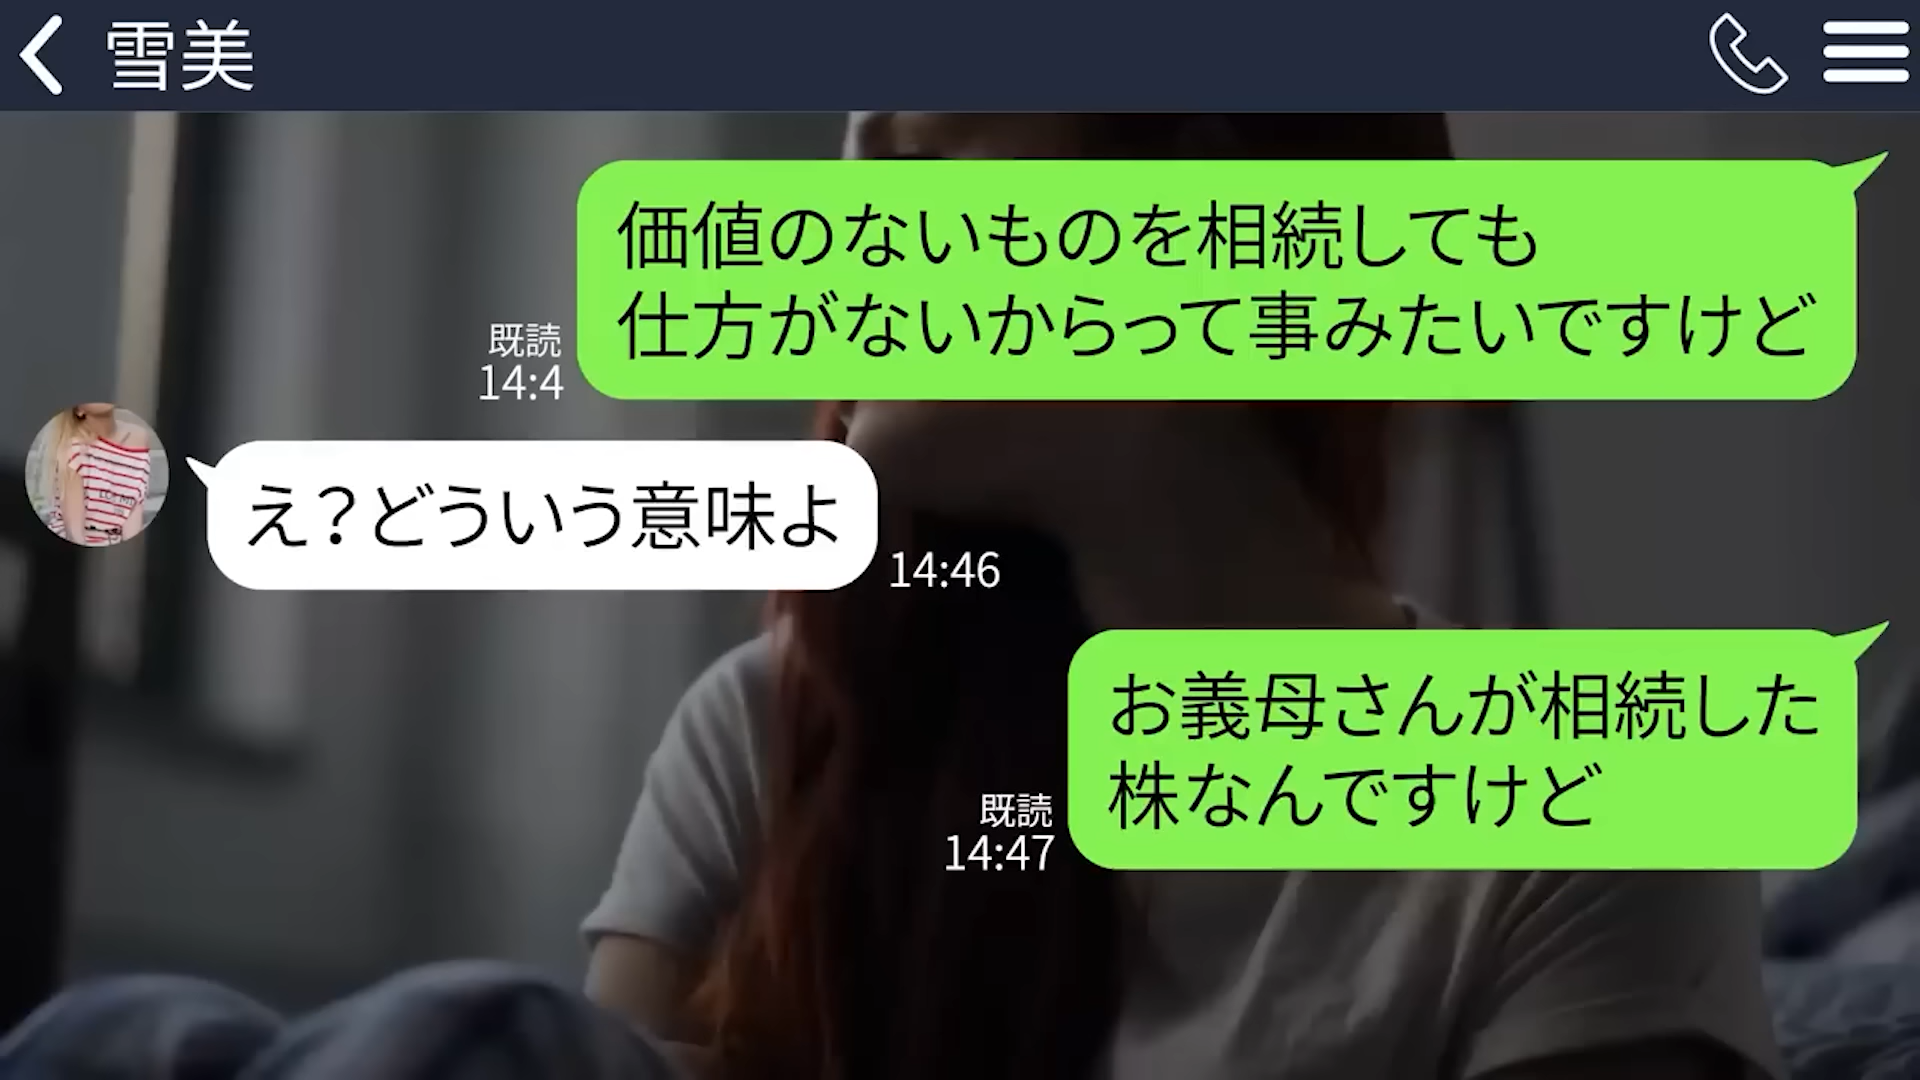 雪美
価値のないものを相続しても
仕方がないからって事みたいですけど
既読
14:4
え？どういう意味よ
14:46
お義母さんが相続した
株なんですけど
既読
14:47